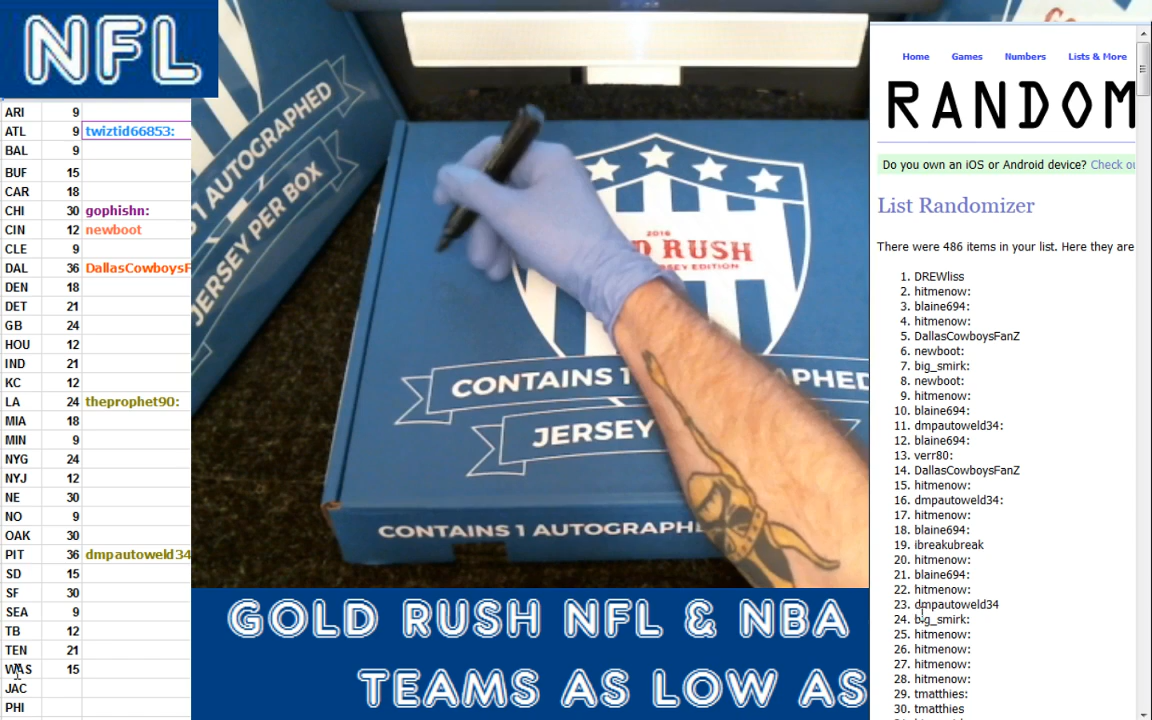 NFL
ARI 9
ATL 9 twiztid66853:
BAL 9
BUF 15
CAR 18
CHI 30 gophishn:
CIN 12 newboot
CLE 9
DAL 36 DallasCowboysF
DEN 18
DET 21
GB 24
HOU 12
IND 21
KC 12
LA 24 theprophet90:
MIA 18
MIN 9
NYG 24
NYJ 12
NE 30
NO 9
OAK 30
PIT 36 dmpautoweld34
SD 15
SF 30
SEA 9
TB 12
TEN 21
WAS 15
JAC
PHI
1 AUTOGRAPHED
JERSEY PER BOX
1 AUTOGRAPHED
JERSEY PER BOX
2016
D RUSH
JERSEY EDITION
CONTAINS 1 APHED
JERSEY
CONTAINS 1 AUTOGRAPHE
GOLD RUSH NFL & NBA
TEAMS AS LOW AS
Home Games Numbers Lists & More
RANDOM
Do you own an iOS or Android device? Check ou
List Randomizer
There were 486 items in your list. Here they are
1. DREWliss
2. hitmenow:
3. blaine694:
4. hitmenow:
5. DallasCowboysFanZ
6. newboot:
7. big_smirk:
8. newboot:
9. hitmenow:
10. blaine694:
11. dmpautoweld34:
12. blaine694:
13. verr80:
14. DallasCowboysFanZ
15. hitmenow:
16. dmpautoweld34:
17. hitmenow:
18. blaine694:
19. ibreakubreak
20. hitmenow:
21. blaine694:
22. hitmenow:
23. dmpautoweld34
24. big_smirk:
25. hitmenow:
26. hitmenow:
27. hitmenow:
28. hitmenow:
29. tmatthies:
30. tmatthies